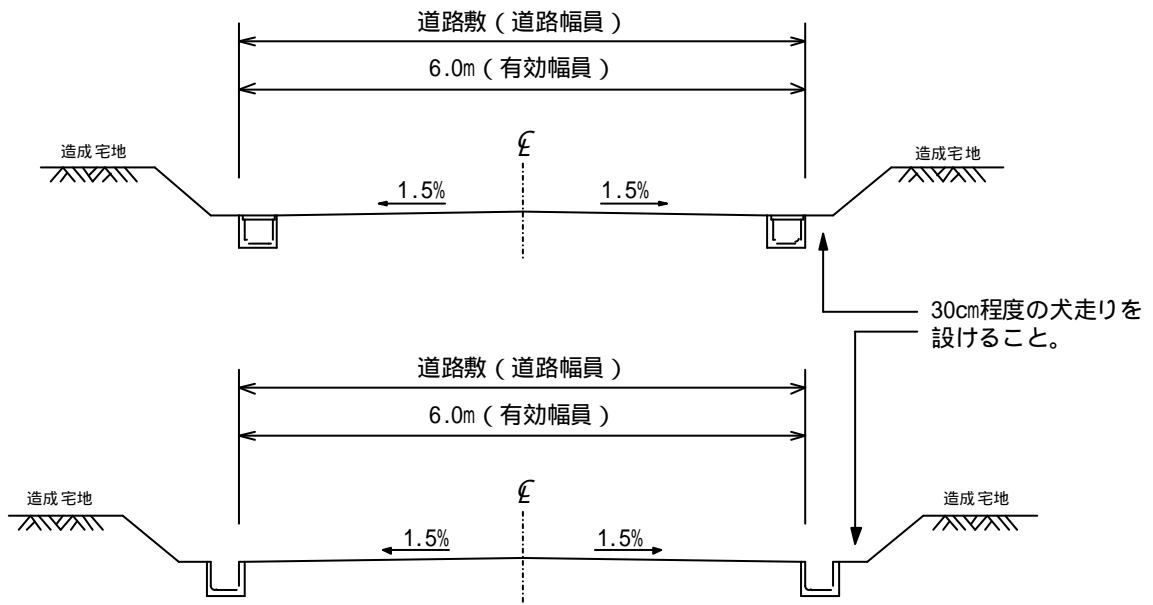 道路敷（道路幅員）
6.0m（有効幅員）
℄
造成宅地
造成宅地
1.5%
1.5%
30cm程度の犬走りを
設けること。
道路敷（道路幅員）
6.0m（有効幅員）
℄
造成宅地
造成宅地
1.5%
1.5%